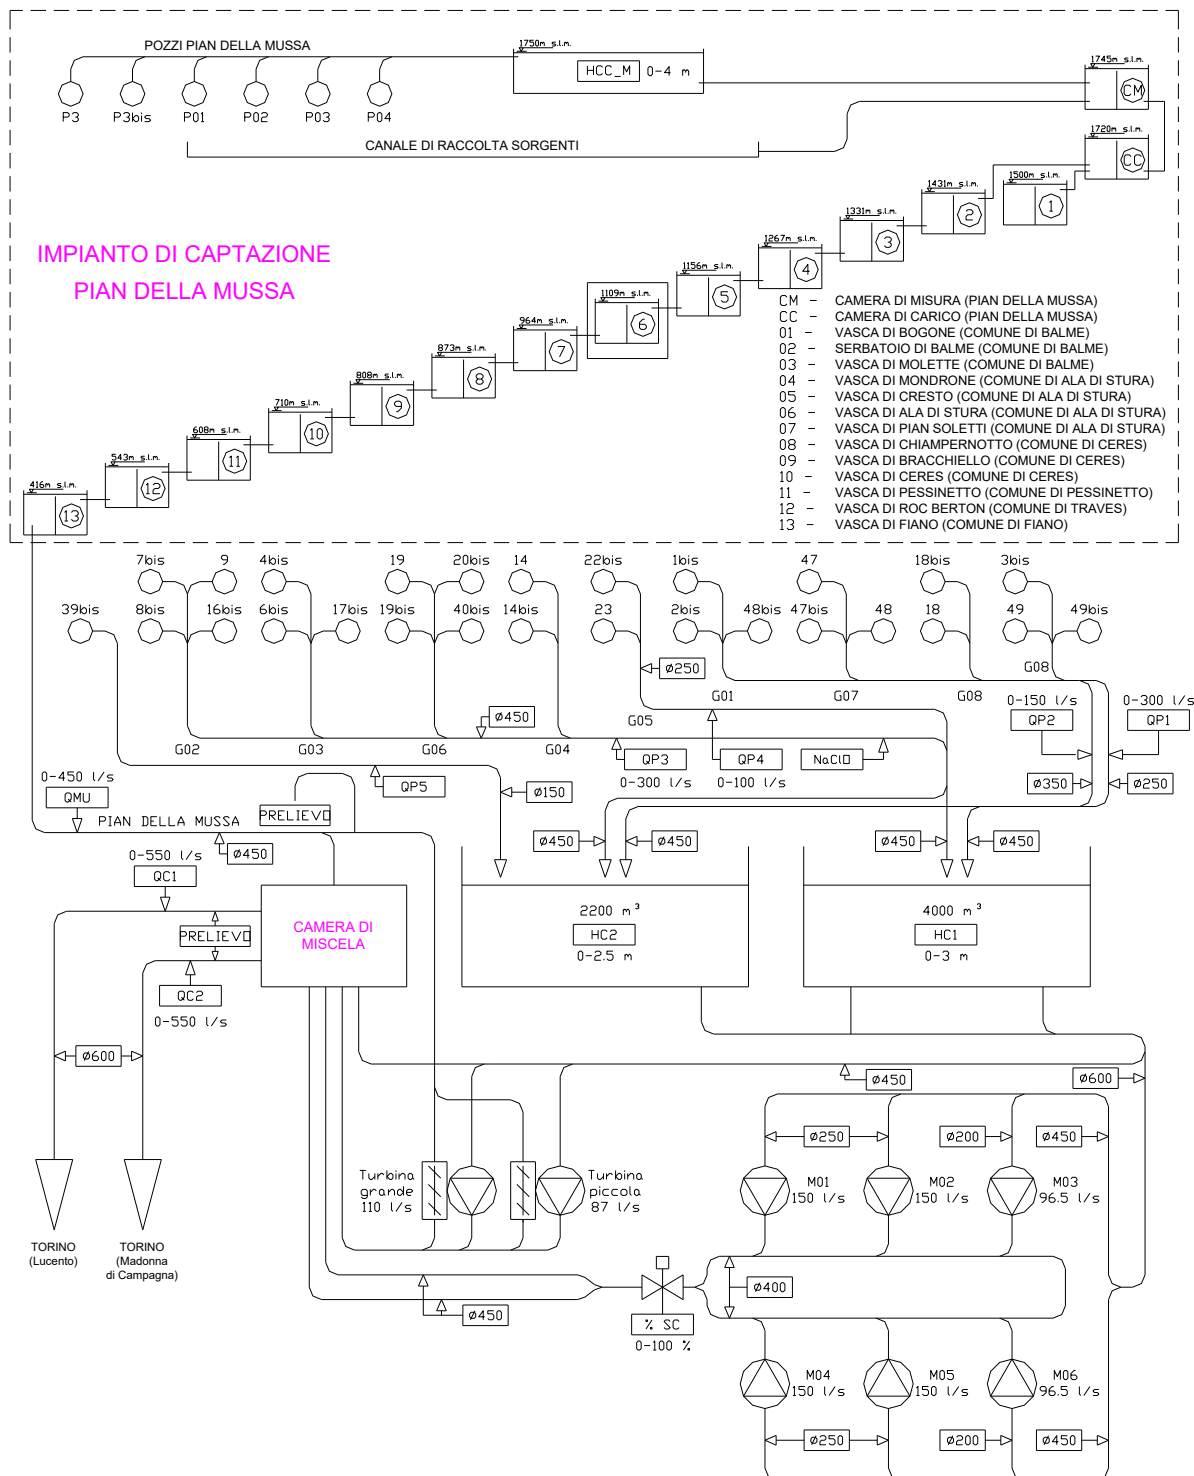 1750m s.l.m.
POZZI PIAN DELLA MUSSA
HCC_M 0-4 m
1745m s.l.m.
CM
P3 P3bis P01 P02 P03 P04
1720m s.l.m.
CANALE DI RACCOLTA SORGENTI
CC
1500m s.l.m.
1
1431m s.l.m.
2
1331m s.l.m.
3
1267m s.l.m.
4
IMPIANTO DI CAPTAZIONE
PIAN DELLA MUSSA
1156m s.l.m.
5
1109m s.l.m.
6
964m s.l.m.
7
873m s.l.m.
8
808m s.l.m.
9
710m s.l.m.
10
608m s.l.m.
11
543m s.l.m.
12
416m s.l.m.
13
CM - CAMERA DI MISURA (PIAN DELLA MUSSA)
CC - CAMERA DI CARICO (PIAN DELLA MUSSA)
01 - VASCA DI BOGONE (COMUNE DI BALME)
02 - SERBATOIO DI BALME (COMUNE DI BALME)
03 - VASCA DI MOLETTE (COMUNE DI BALME)
04 - VASCA DI MONDRONE (COMUNE DI ALA DI STURA)
05 - VASCA DI CRESTO (COMUNE DI ALA DI STURA)
06 - VASCA DI ALA DI STURA (COMUNE DI ALA DI STURA)
07 - VASCA DI PIAN SOLETTI (COMUNE DI ALA DI STURA)
08 - VASCA DI CHIAMPERNOTTO (COMUNE DI CERES)
09 - VASCA DI BRACCHIELLO (COMUNE DI CERES)
10 - VASCA DI CERES (COMUNE DI CERES)
11 - VASCA DI PESSINETTO (COMUNE DI PESSINETTO)
12 - VASCA DI ROC BERTON (COMUNE DI TRAVES)
13 - VASCA DI FIANO (COMUNE DI FIANO)
7bis 9 4bis 19 20bis 14 22bis 1bis 47 18bis 3bis
39bis 8bis 16bis 6bis 17bis 19bis 40bis 14bis 23 2bis 48bis 47bis 48 18 49 49bis
G08
Ø250
G01 G07 G08
0-150 l/s 0-300 l/s
QP2 QP1
Ø450
G05
G02 G03 G06 G04
QP3 QP4 NaClO
0-300 l/s 0-100 l/s
0-450 l/s
QMU
QP5
Ø150
Ø350 Ø250
PRELIEVO
PIAN DELLA MUSSA
Ø450
Ø450 Ø450 Ø450 Ø450
0-550 l/s
QC1
CAMERA DI
MISCELA
PRELIEVO
2200 m³
HC2
0-2.5 m
4000 m³
HC1
0-3 m
QC2
0-550 l/s
Ø600
Ø450
Ø600
Ø250 Ø200 Ø450
Turbina
grande
110 l/s
Turbina
piccola
87 l/s
M01
150 l/s
M02
150 l/s
M03
96.5 l/s
TORINO
(Lucento)
TORINO
(Madonna
di Campagna)
Ø400
Ø450
% SC
0-100 %
M04
150 l/s
M05
150 l/s
M06
96.5 l/s
Ø250 Ø200 Ø450